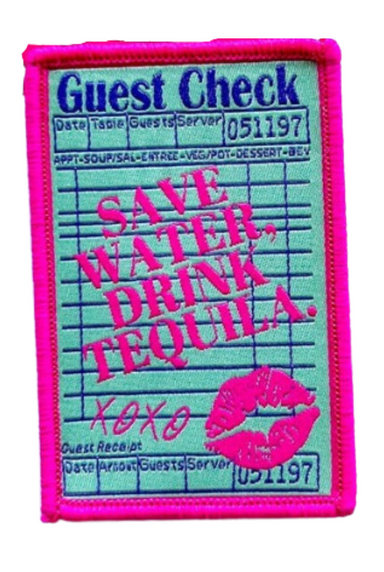 Guest Check
Date Table Guests Server 051197
APPT-SOUP/SAL-ENTREE-VEG/POT-DESSERT-BEV
SAVE
WATER,
DRINK
TEQUILA.
XOXO
Guest Receipt
Date Amount Guests Server 051197